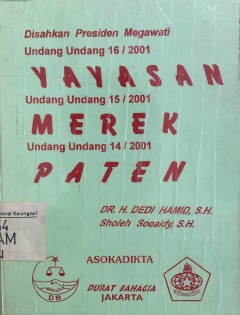 Disahkan Presiden Megawati
Undang Undang 16 / 2001
YAYASAN
Undang Undang 15 / 2001
MEREK
Undang Undang 14 / 2001
PATEN
DR. H. DEDI HAMID, S.H.
Sholeh Soeaidy, S.H.
ASOKADIKTA
DURAT BAHAGIA
JAKARTA
DB